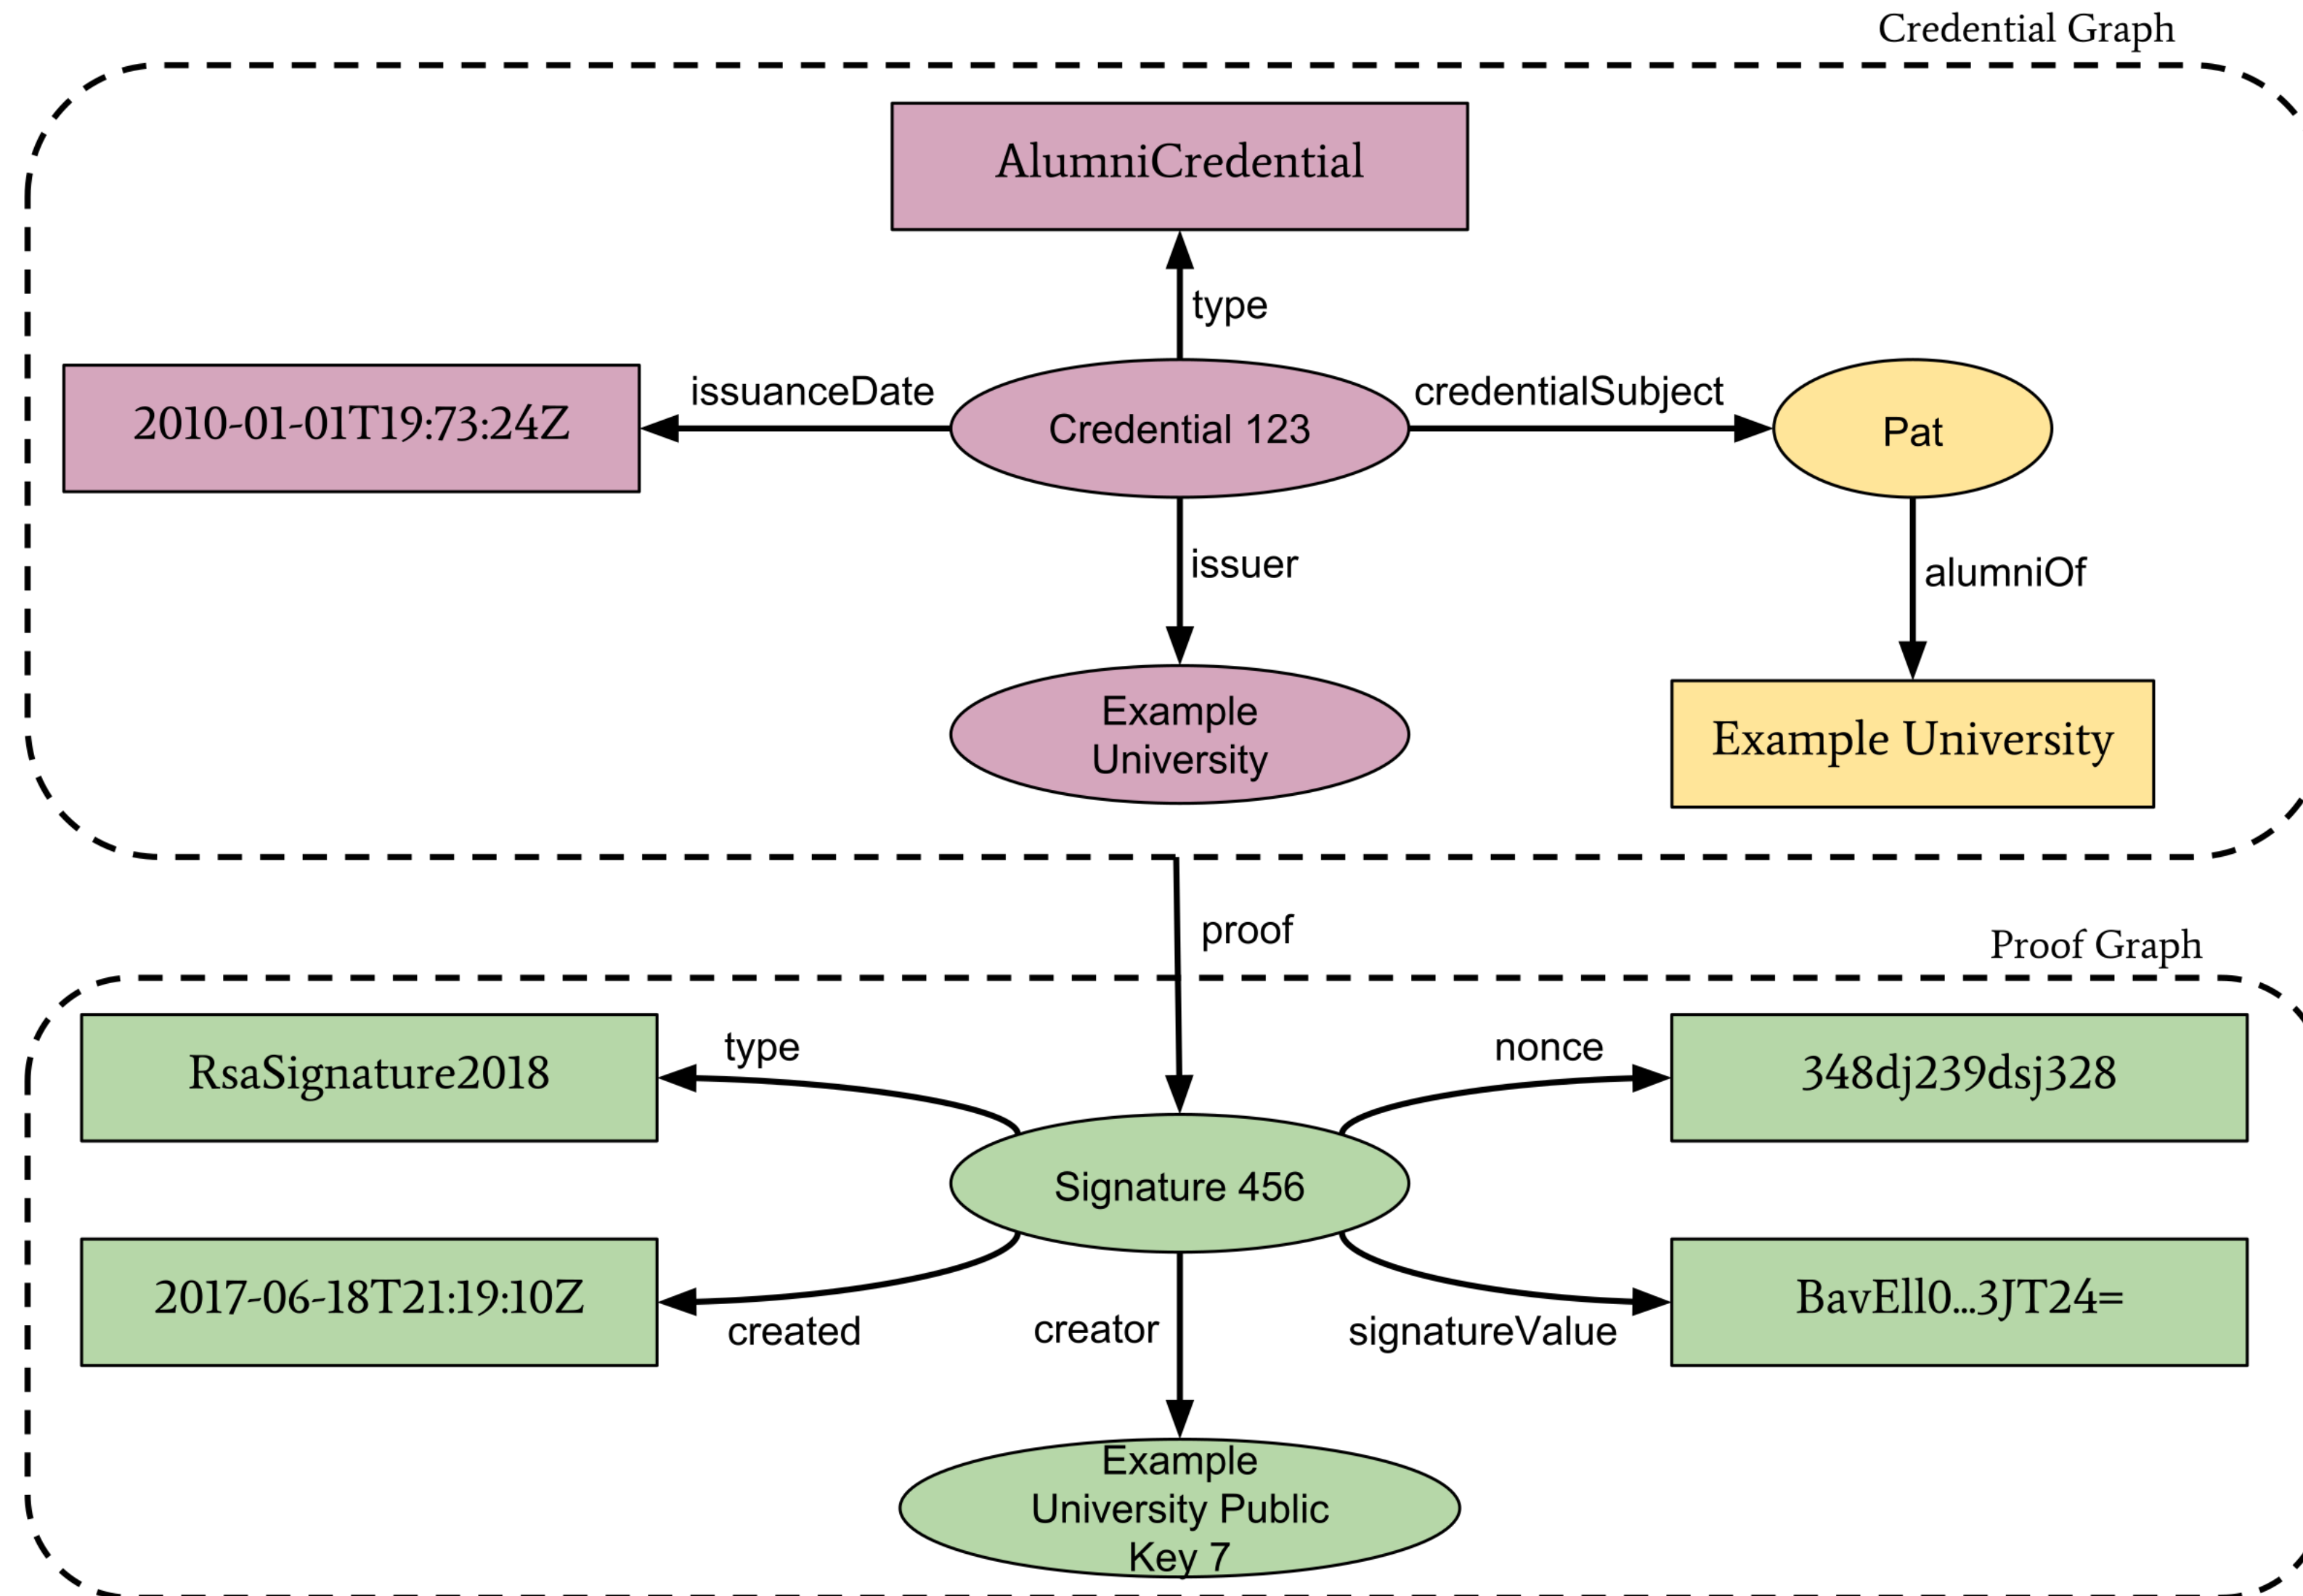 Credential Graph
AlumniCredential
type
issuanceDate
credentialSubject
2010-01-01T19:73:24Z
Credential 123
Pat
issuer
alumniOf
Example
University
Example University
proof
Proof Graph
type
nonce
RsaSignature2018
348dj239dsj328
Signature 456
2017-06-18T21:19:10Z
BavEll0...3JT24=
created
creator
signatureValue
Example
University Public
Key 7